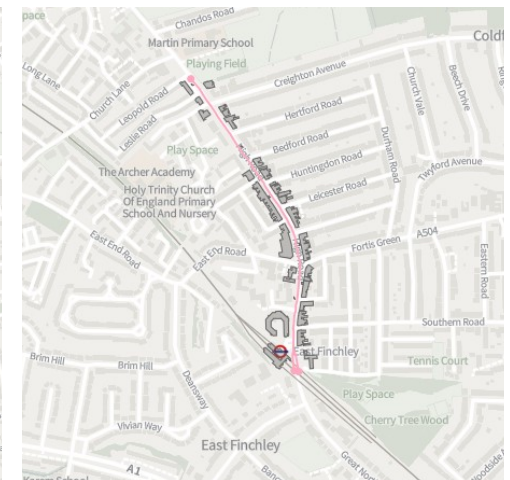 pace
Chandos Road
Martin Primary School
Coldf
Playing Field
Long Lane
Creighton Avenue
Church Lane
Leopold Road
Hertford Road
Church Vale
Beech Drive
Leslie Road
Bedford Road
Play Space
Durham Road
The Archer Academy
Huntingdon Road
Twyford Avenue
Holy Trinity Church
Of England Primary
School And Nursery
Leicester Road
East End Road
East End Road
Fortis Green
A504
Eastern Road
Southern Road
East Finchley
Brim Hill
Brim Hill
Tennis Court
Deansway
Play Space
Vivian Way
Cherry Tree Wood
East Finchley
A1
Great Nor